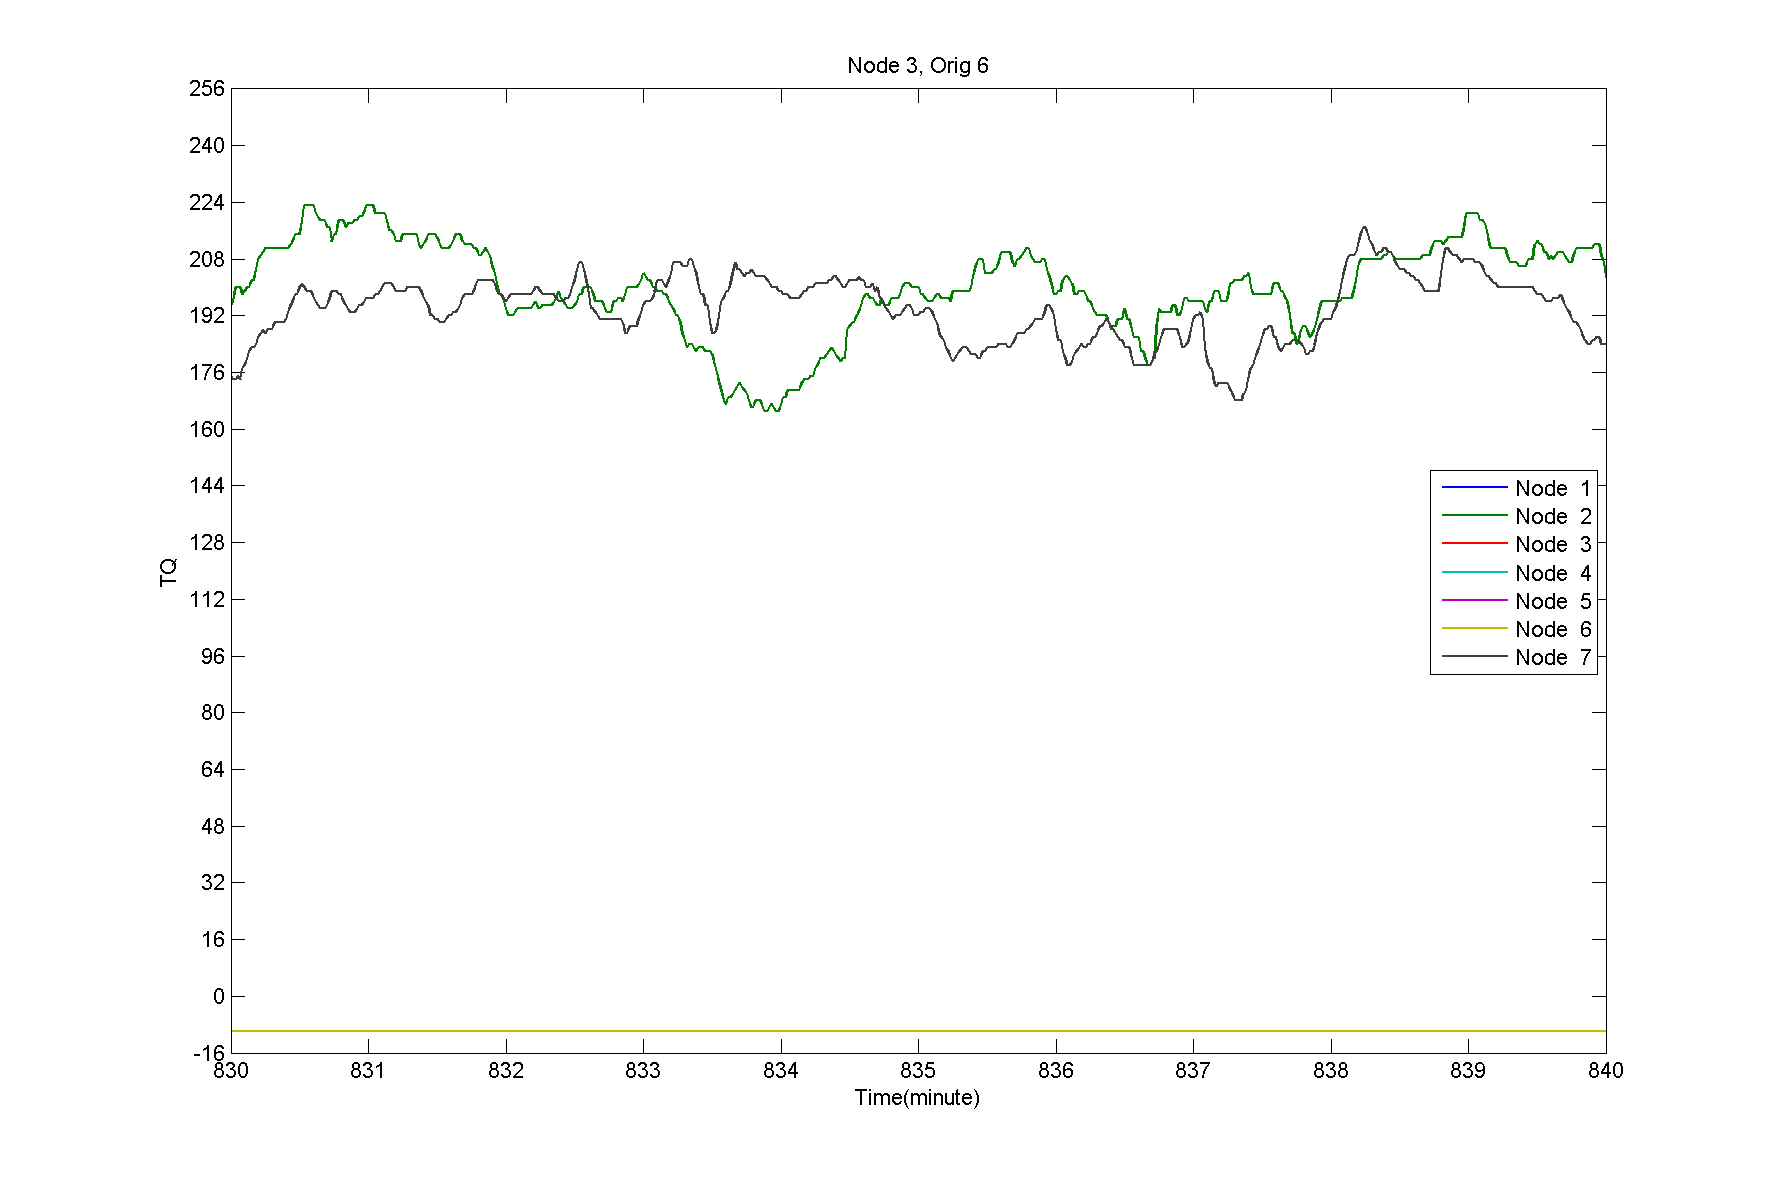 Node 3, Orig 6
256
240
224
208
192
176
160
144
128
112
96
80
64
48
32
16
0
-16
TQ
Node 1
Node 2
Node 3
Node 4
Node 5
Node 6
Node 7
830 831 832 833 834 835 836 837 838 839 840
Time(minute)